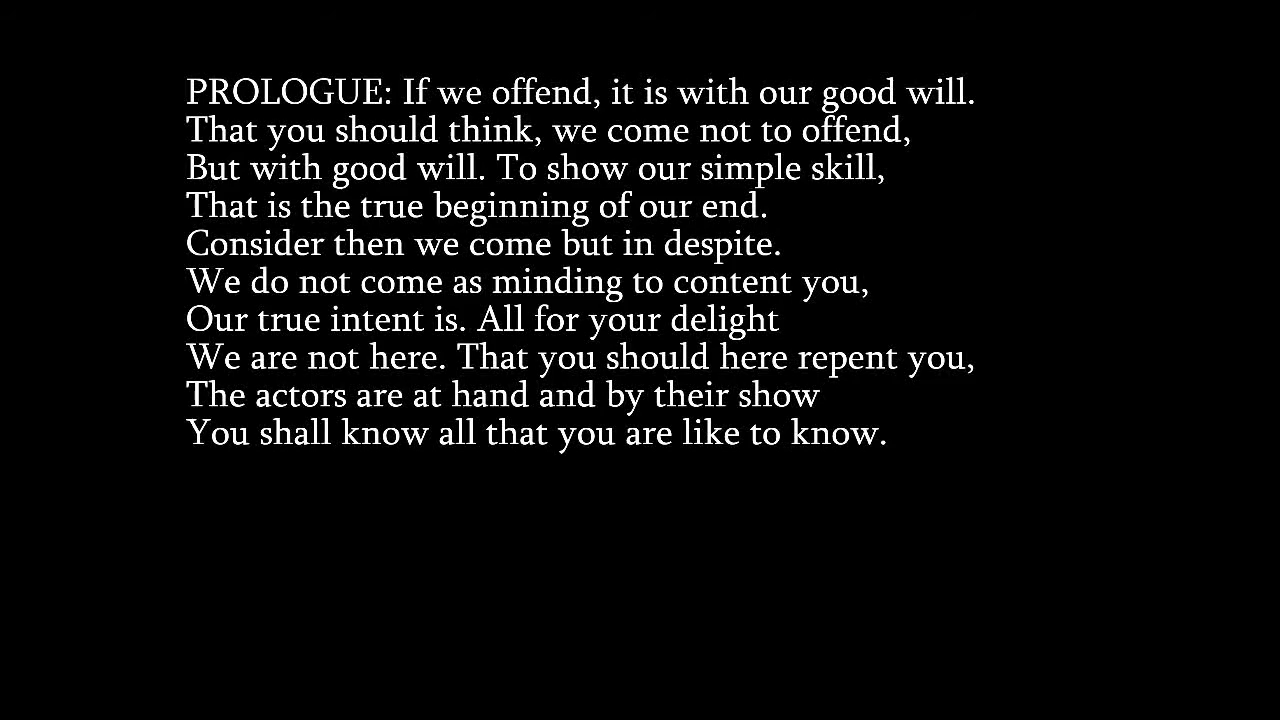 PROLOGUE: If we offend, it is with our good will.
That you should think, we come not to offend,
But with good will. To show our simple skill,
That is the true beginning of our end.
Consider then we come but in despite.
We do not come as minding to content you,
Our true intent is. All for your delight
We are not here. That you should here repent you,
The actors are at hand and by their show
You shall know all that you are like to know.